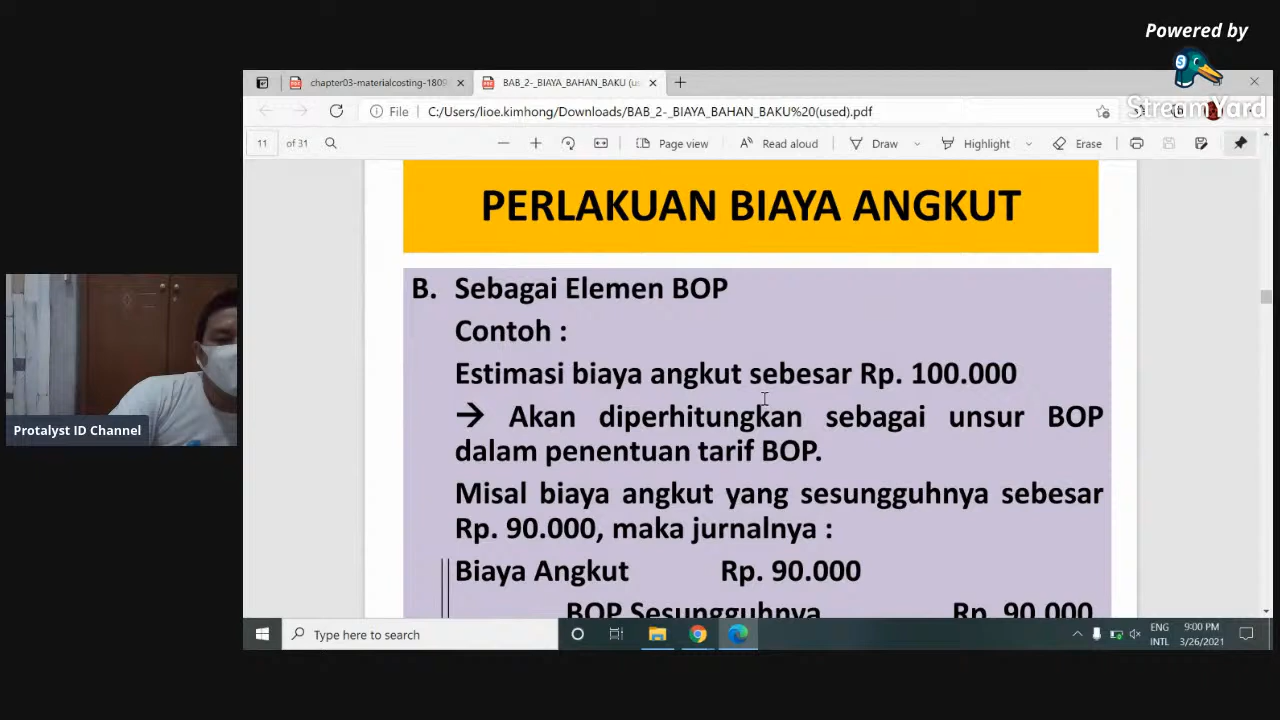 Powered by
StreamYard
chapter03-materialcosting-1809
BAB_2-_BIAYA_BAHAN_BAKU (us
File
C:/Users/lioe.kimhong/Downloads/BAB_2-_BIAYA_BAHAN_BAKU%20(used).pdf
11 of 31
Page view
Read aloud
Draw
Highlight
Erase
PERLAKUAN BIAYA ANGKUT
B. Sebagai Elemen BOP
Contoh :
Estimasi biaya angkut sebesar Rp. 100.000
→ Akan diperhitungkan sebagai unsur BOP
dalam penentuan tarif BOP.
Misal biaya angkut yang sesungguhnya sebesar
Rp. 90.000, maka jurnalnya :
Biaya Angkut Rp. 90.000
BOP Sesungguhnya Rp. 90.000
Protalyst ID Channel
Type here to search
ENG
INTL
9:00 PM
3/26/2021